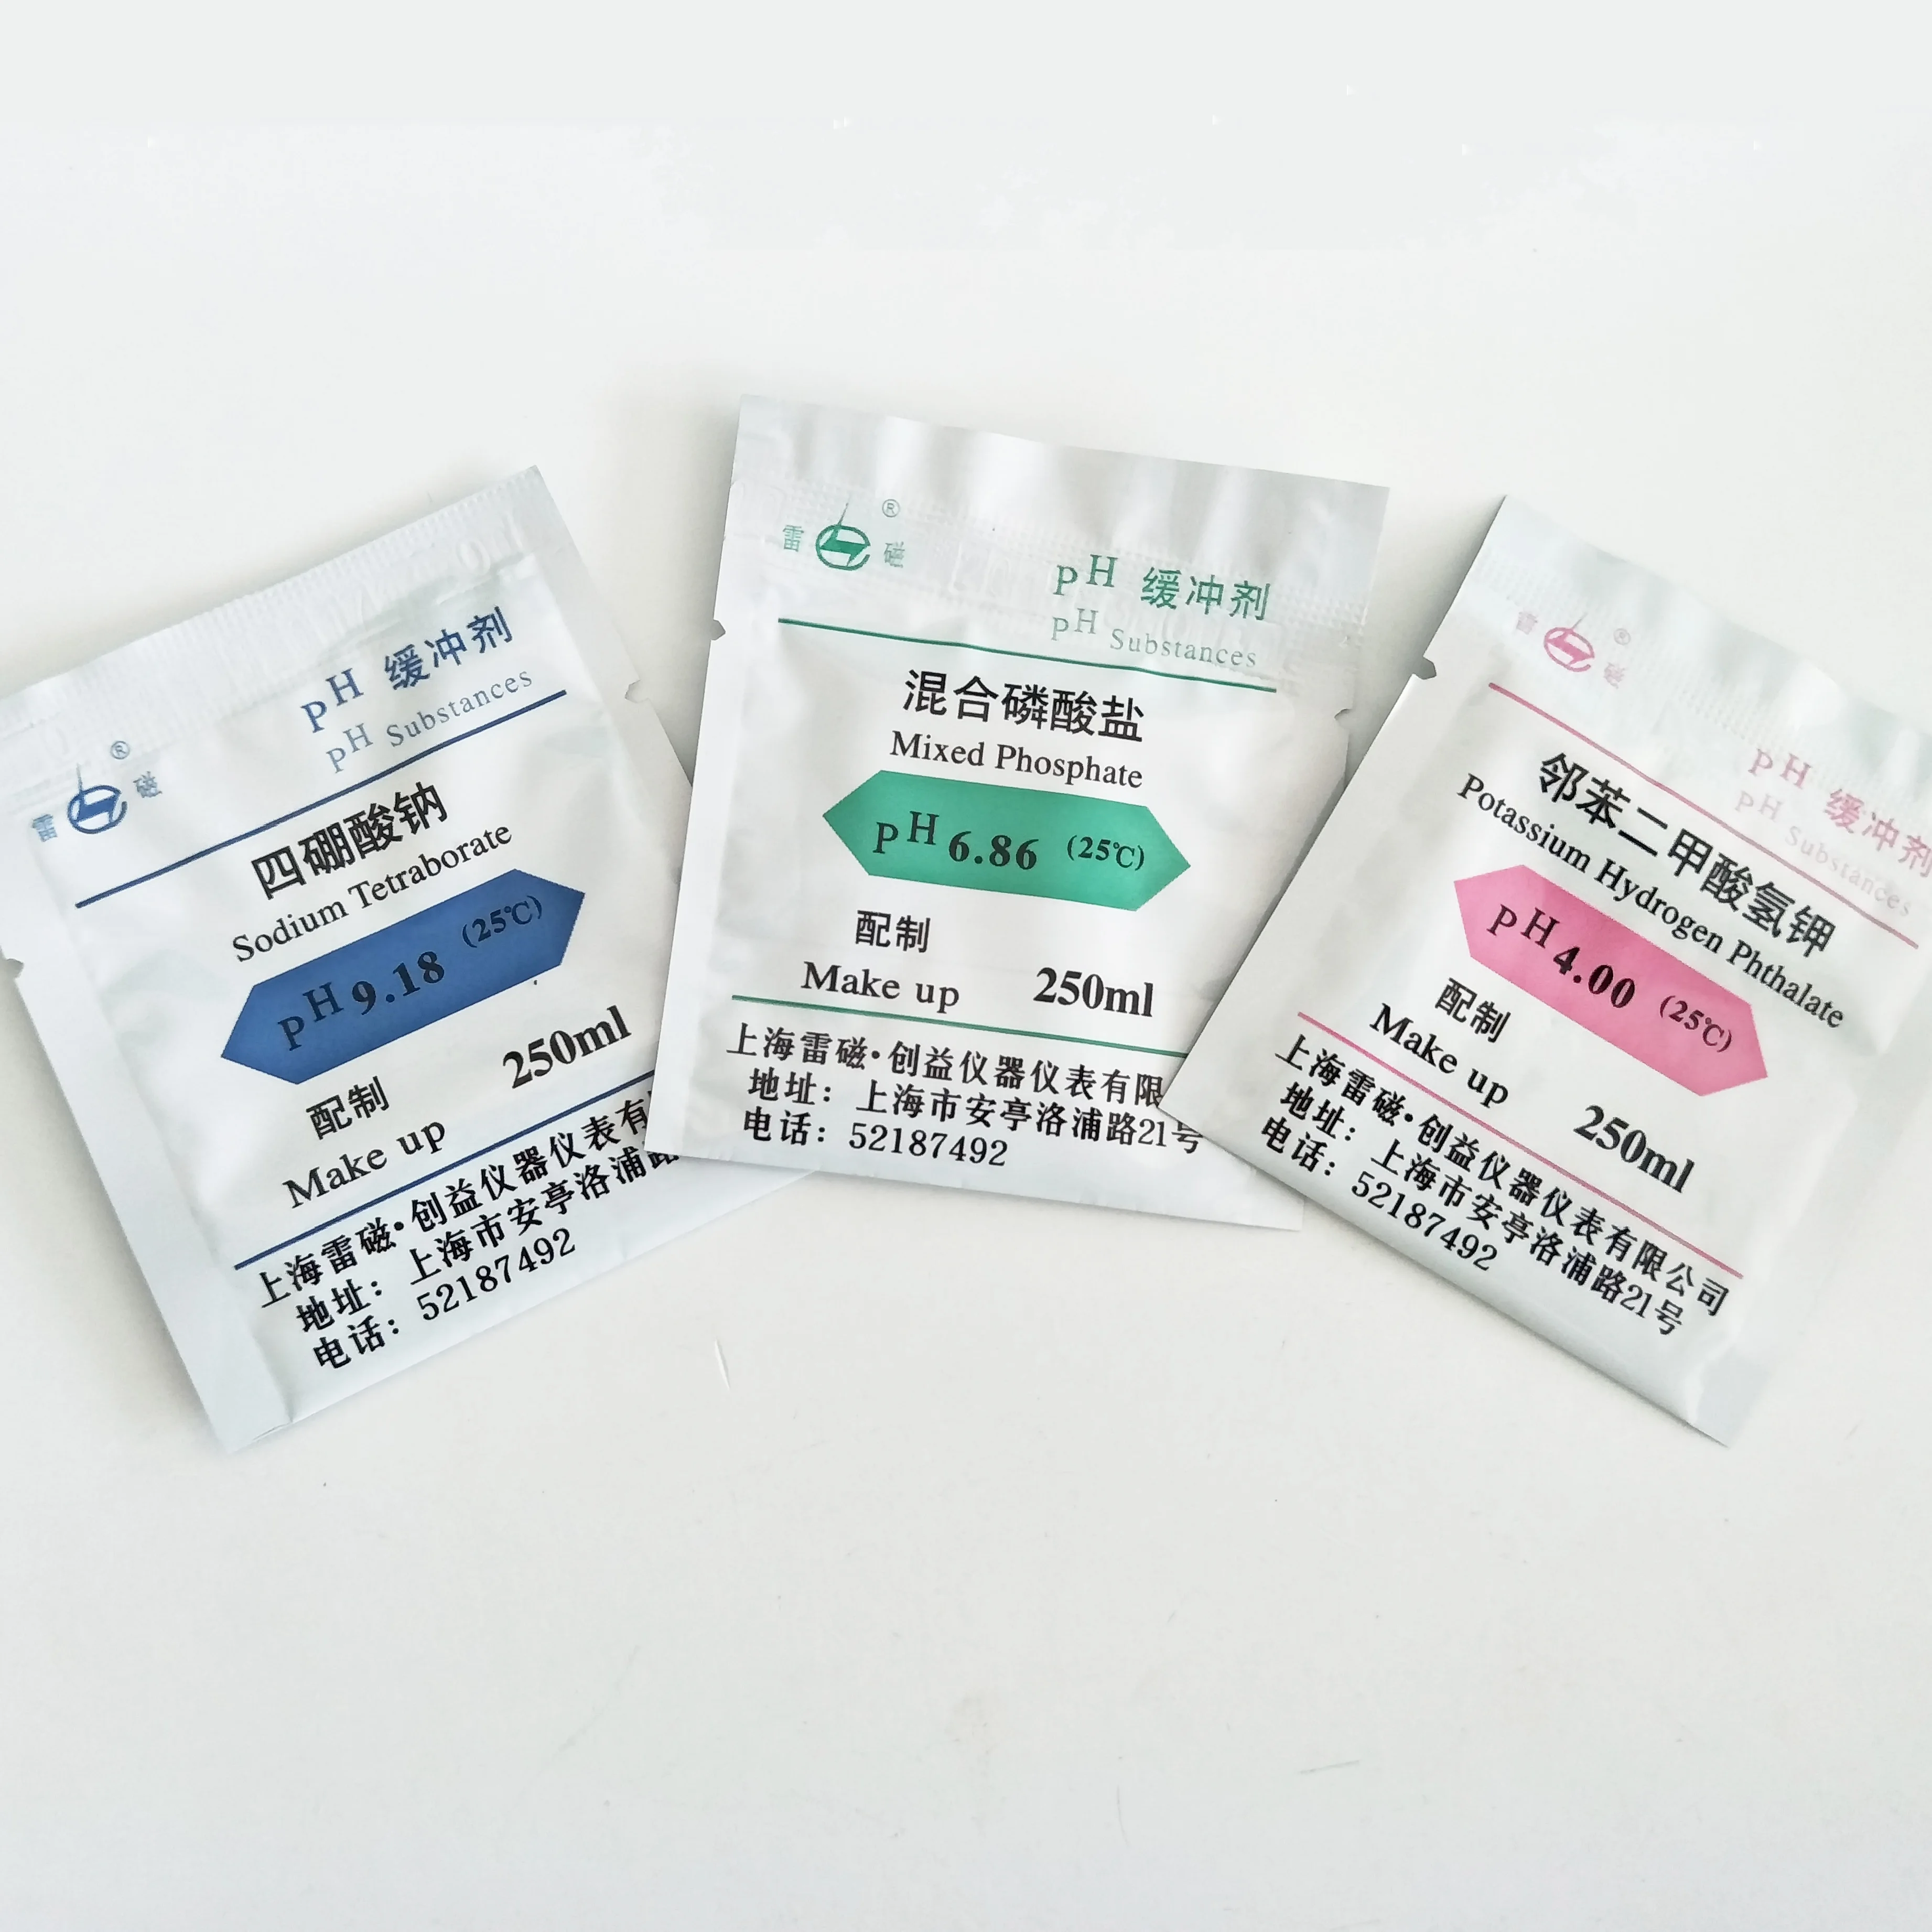 雷 磁 ®
pH 缓冲剂
pH Substances
四硼酸钠
Sodium Tetraborate
pH 9.18 (25℃)
配制
Make up 250ml
上海雷磁·创益仪器仪表有
地址： 上海市安亭洛浦路
电话： 52187492
雷 磁 ®
pH 缓冲剂
pH Substances
混合磷酸盐
Mixed Phosphate
pH 6.86 (25℃)
配制
Make up 250ml
上海雷磁·创益仪器仪表有限
地址： 上海市安亭洛浦路21号
电话： 52187492
雷 磁 ®
pH 缓冲剂
pH Substances
邻苯二甲酸氢钾
Potassium Hydrogen Phthalate
pH 4.00 (25℃)
配制
Make up 250ml
上海雷磁·创益仪器仪表有限公司
地址： 上海市安亭洛浦路21号
电话： 52187492